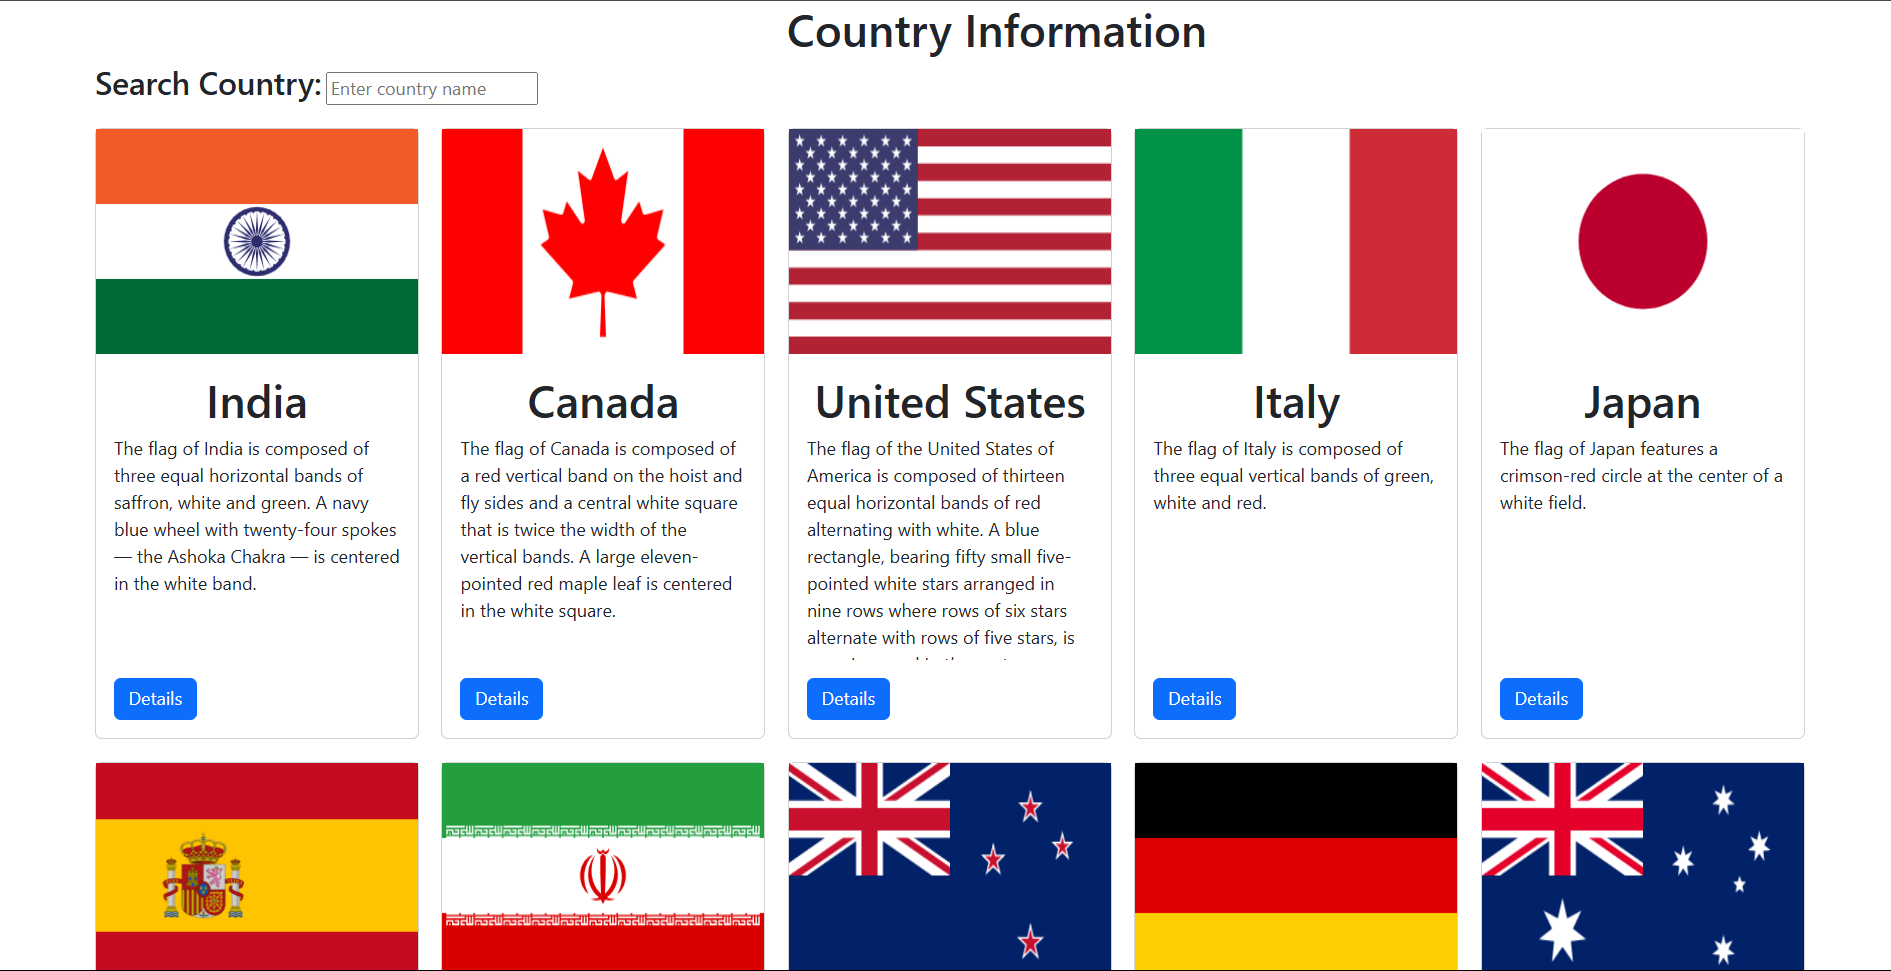 Country Information
Search Country: Enter country name
India
The flag of India is composed of
three equal horizontal bands of
saffron, white and green. A navy
blue wheel with twenty-four spokes
— the Ashoka Chakra — is centered
in the white band.
Details
Canada
The flag of Canada is composed of
a red vertical band on the hoist and
fly sides and a central white square
that is twice the width of the
vertical bands. A large eleven-
pointed red maple leaf is centered
in the white square.
Details
United States
The flag of the United States of
America is composed of thirteen
equal horizontal bands of red
alternating with white. A blue
rectangle, bearing fifty small five-
pointed white stars arranged in
nine rows where rows of six stars
alternate with rows of five stars, is
Details
Italy
The flag of Italy is composed of
three equal vertical bands of green,
white and red.
Details
Japan
The flag of Japan features a
crimson-red circle at the center of a
white field.
Details